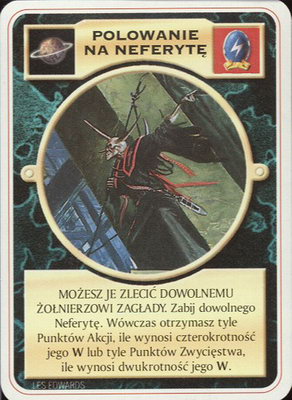 POLOWANIE
NA NEFERYTĘ
MOŻESZ JE ZLECIĆ DOWOLNEMU
ŻOŁNIERZOWI ZAGŁADY. Zabij dowolnego
Neferytę. Wówczas otrzymasz tyle
Punktów Akcji, ile wynosi czterokrotność
jego W lub tyle Punktów Zwycięstwa,
ile wynosi dwukrotność jego W.
LES EDWARDS